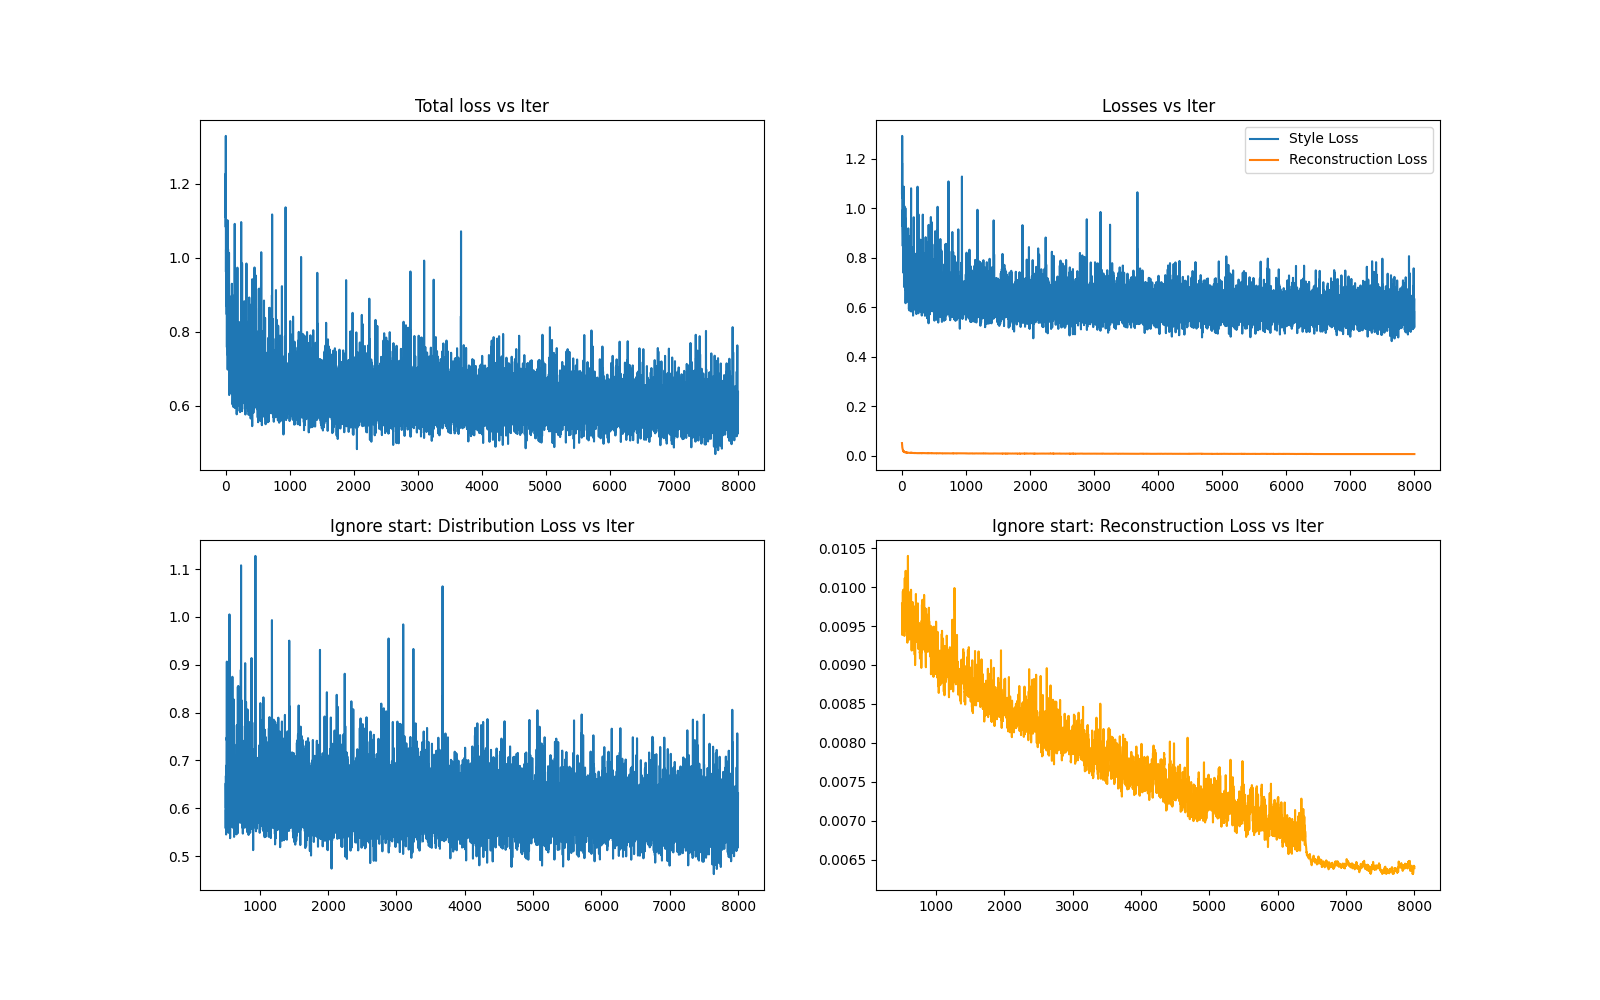 Total loss vs Iter
1.2
1.0
0.8
0.6
0 1000 2000 3000 4000 5000 6000 7000 8000
Losses vs Iter
Style Loss
Reconstruction Loss
1.2
1.0
0.8
0.6
0.4
0.2
0.0
0 1000 2000 3000 4000 5000 6000 7000 8000
Ignore start: Distribution Loss vs Iter
1.1
1.0
0.9
0.8
0.7
0.6
0.5
1000 2000 3000 4000 5000 6000 7000 8000
Ignore start: Reconstruction Loss vs Iter
0.0105
0.0100
0.0095
0.0090
0.0085
0.0080
0.0075
0.0070
0.0065
1000 2000 3000 4000 5000 6000 7000 8000